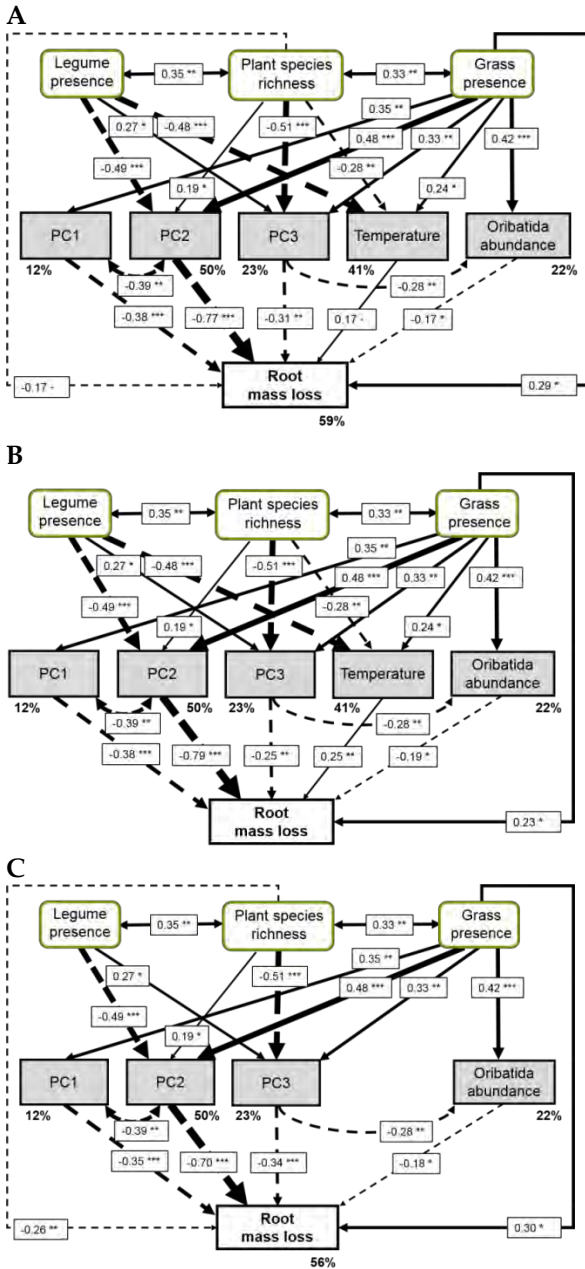 A
Legume
presence
0.35 **
Plant species
richness
0.33 **
Grass
presence
0.35 **
0.27 *
-0.48 ***
-0.51 ***
0.48 ***
0.33 **
0.42 ***
-0.49 ***
-0.28 **
0.19 *
0.24 *
PC1
PC2
PC3
Temperature
Oribatida
abundance
12%
50%
23%
41%
22%
-0.39 **
-0.28 **
-0.38 ***
-0.77 ***
-0.31 **
0.17 -
-0.17 *
Root
mass loss
-0.17 -
0.29 *
59%
B
Legume
presence
0.35 **
Plant species
richness
0.33 **
Grass
presence
0.35 **
0.27 *
-0.48 ***
-0.51 ***
0.48 ***
0.33 **
0.42 ***
-0.49 ***
-0.28 **
0.19 *
0.24 *
PC1
PC2
PC3
Temperature
Oribatida
abundance
12%
50%
23%
41%
22%
-0.39 **
-0.28 **
-0.38 ***
-0.79 ***
-0.25 **
0.25 **
-0.19 *
Root
mass loss
0.23 *
C
Legume
presence
0.35 **
Plant species
richness
0.33 **
Grass
presence
0.35 **
0.27 *
-0.51 ***
0.48 ***
0.33 **
0.42 ***
-0.49 ***
0.19 *
PC1
PC2
PC3
Oribatida
abundance
12%
50%
23%
22%
-0.39 **
-0.28 **
-0.35 ***
-0.70 ***
-0.34 ***
-0.18 *
Root
mass loss
-0.26 **
0.30 *
56%